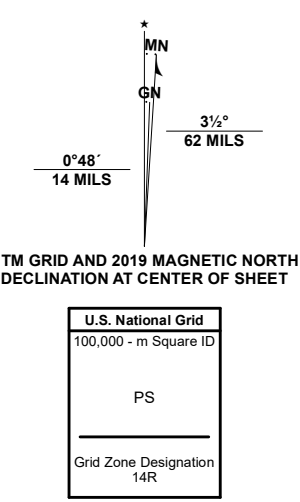 MN
GN
3½°
62 MILS
0°48´
14 MILS
TM GRID AND 2019 MAGNETIC NORTH
DECLINATION AT CENTER OF SHEET
U.S. National Grid
100,000 - m Square ID
PS
Grid Zone Designation
14R